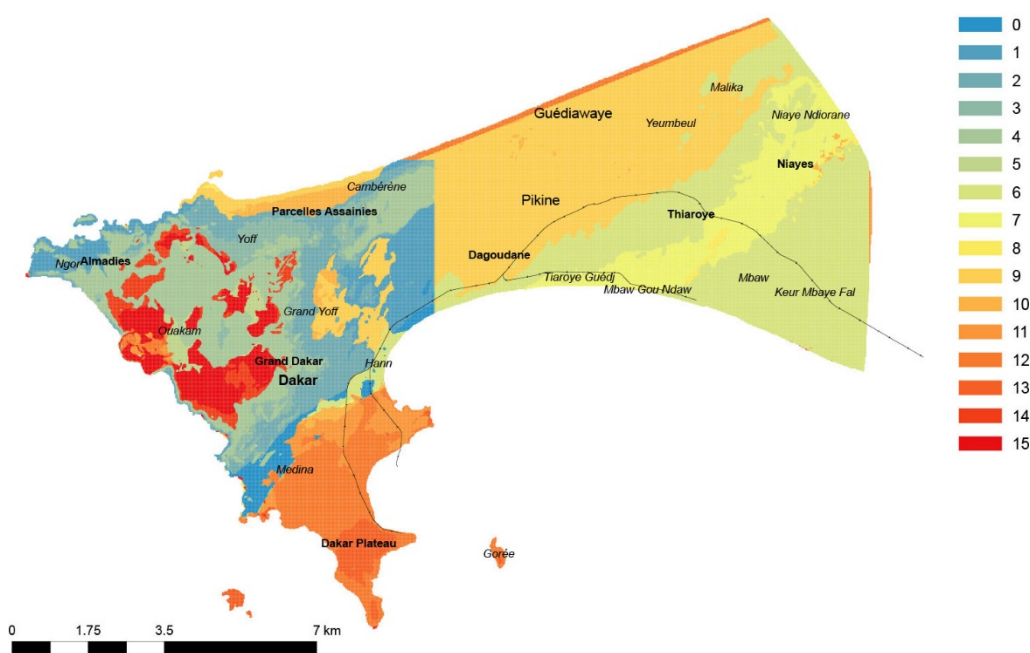 0
1
2
3
4
5
6
7
8
9
10
11
12
13
14
15
Malika
Guédiawaye
Yeumbeul
Niaye Ndiorane
Niayes
Cambérène
Pikine
Parcelles Assainies
Thiaroye
Yoff
Dagoudane
Ngor
Almadies
Tiaroye Guédj
Mbaw
Mbaw Gou Ndaw
Keur Mbaye Fal
Grand Yoff
Ouakam
Grand Dakar
Hann
Dakar
Medina
Dakar Plateau
Gorée
0 1.75 3.5 7 km